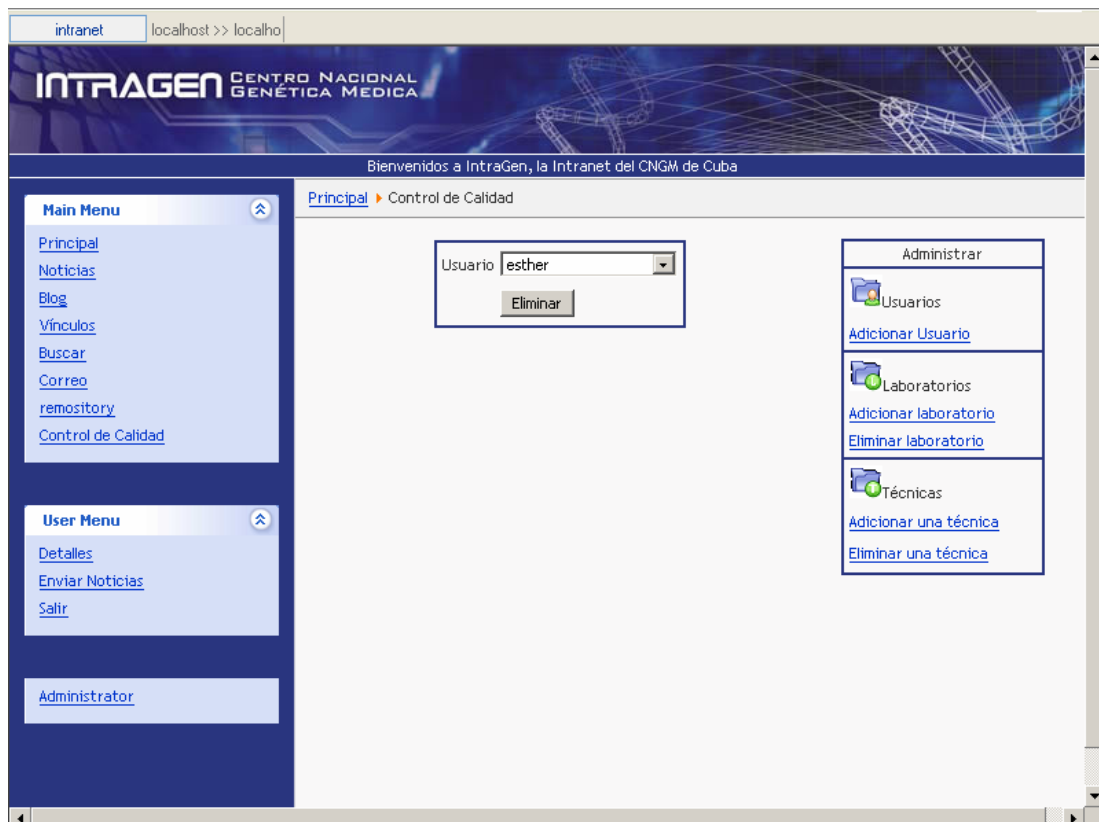 intranet
localhost >> localho
INTRAGEN CENTRO NACIONAL
GENÉTICA MEDICA
Bienvenidos a IntraGen, la Intranet del CNGM de Cuba
Main Menu
Principal
Noticias
Blog
Vínculos
Buscar
Correo
remository
Control de Calidad
User Menu
Detalles
Enviar Noticias
Salir
Administrator
Principal Control de Calidad
Usuario esther
Eliminar
Administrar
Usuarios
Adicionar Usuario
Laboratorios
Adicionar laboratorio
Eliminar laboratorio
Técnicas
Adicionar una técnica
Eliminar una técnica